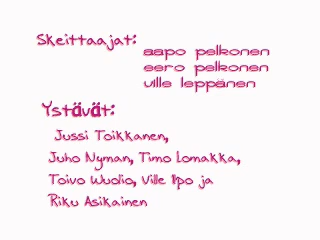 Skeittaajat:
aapo pelkonen
eero pelkonen
ville leppänen
Ystävät:
Jussi Toikkanen,
Juho Nyman, Timo Lomakka,
Toivo Wuolio, Ville Ilpo ja
Riku Asikainen